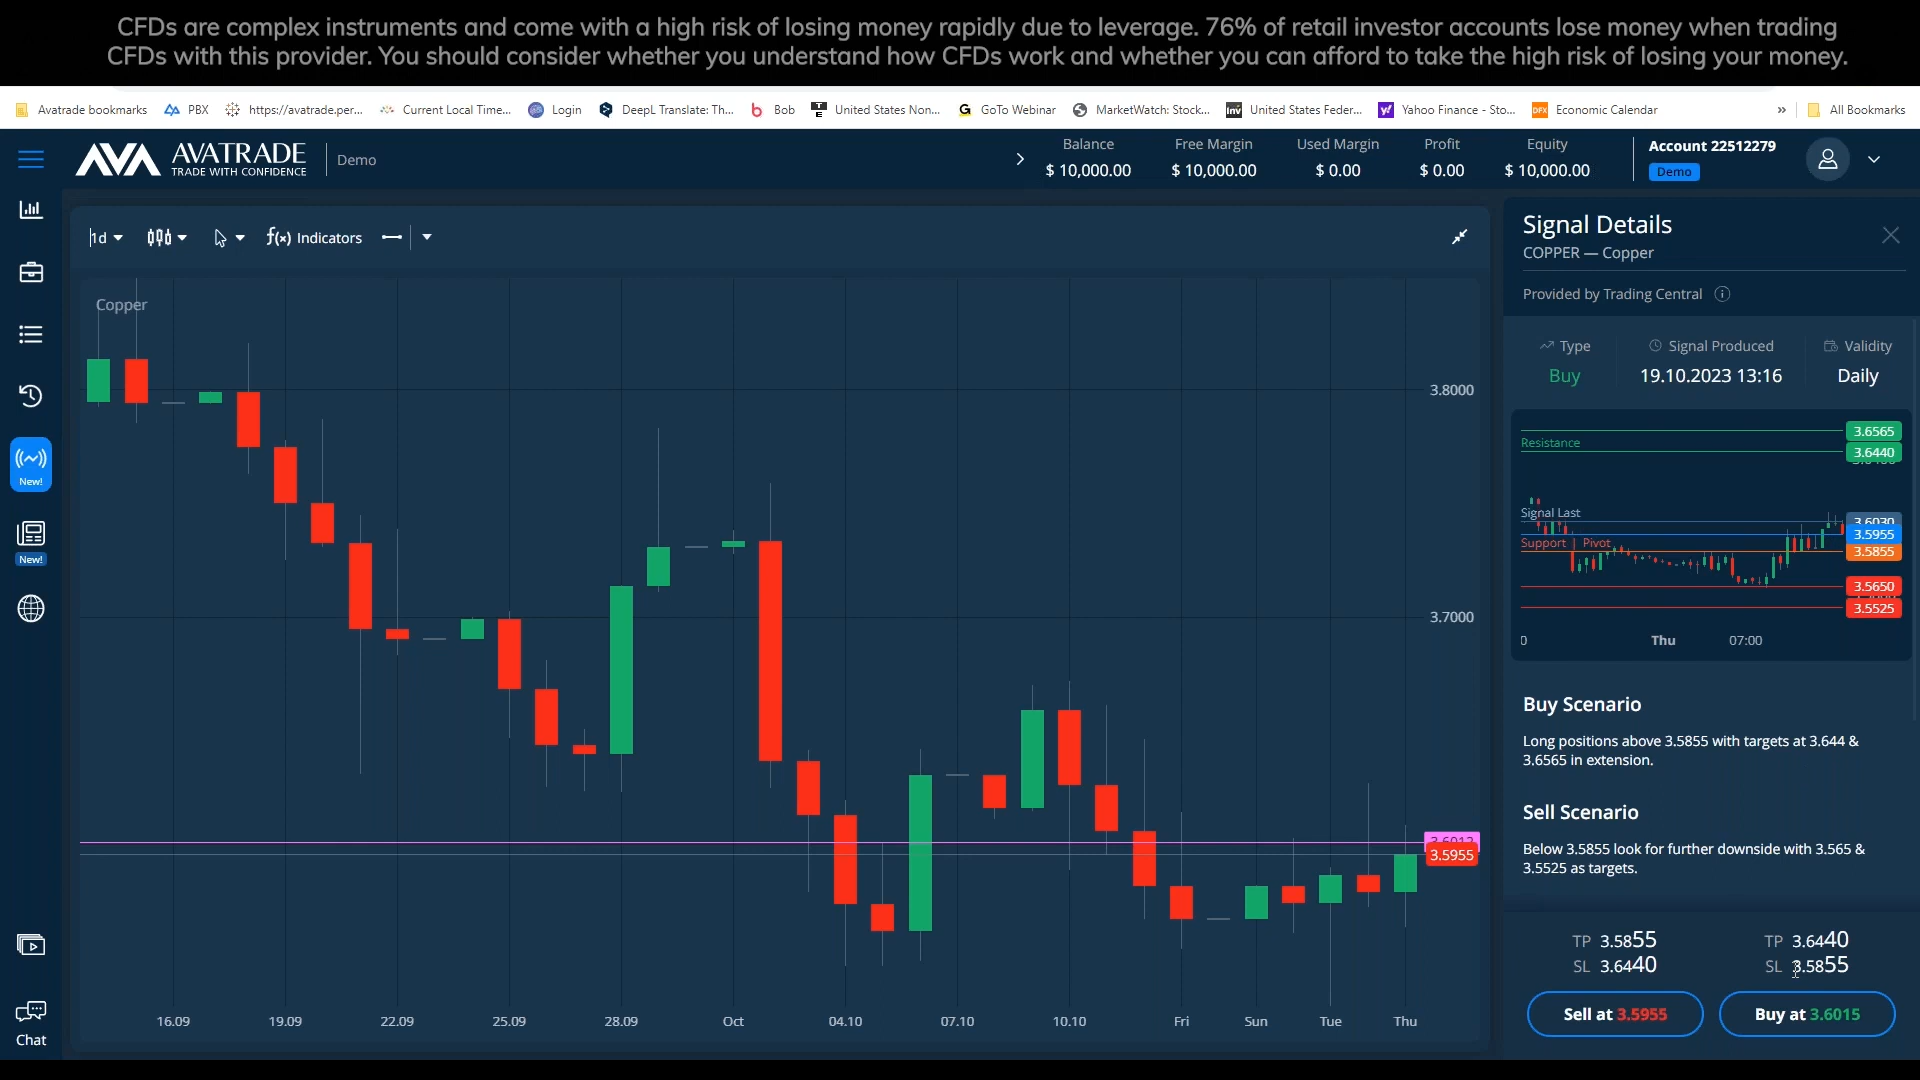 CFDs are complex instruments and come with a high risk of losing money rapidly due to leverage. 76% of retail investor accounts lose money when trading
CFDs with this provider. You should consider whether you understand how CFDs work and whether you can afford to take the high risk of losing your money.
Avatrade bookmarks PBX https://avatrade.per... Current Local Time... Login DeepL Translate: Th... Bob United States Non... GoTo Webinar MarketWatch: Stock... United States Feder... Yahoo Finance - Sto... Economic Calendar » All Bookmarks
AVA AVATRADE
TRADE WITH CONFIDENCE
Demo
Balance Free Margin Used Margin Profit Equity
$ 10,000.00 $ 10,000.00 $ 0.00 $ 0.00 $ 10,000.00
Account 22512279
Demo
1d f(x) Indicators
Copper
3.8000
3.7000
3.5955
16.09 19.09 22.09 25.09 28.09 Oct 04.10 07.10 10.10 Fri Sun Tue Thu
New!
New!
Chat
Signal Details
COPPER — Copper
Provided by Trading Central
Type Signal Produced Validity
Buy 19.10.2023 13:16 Daily
3.6565
Resistance
3.6440
Signal Last
3.6030
3.5955
Support | Pivot
3.5855
3.5650
3.5525
0 Thu 07:00
Buy Scenario
Long positions above 3.5855 with targets at 3.644 &
3.6565 in extension.
Sell Scenario
Below 3.5855 look for further downside with 3.565 &
3.5525 as targets.
TP 3.5855 TP 3.6440
SL 3.6440 SL 3.5855
Sell at 3.5955 Buy at 3.6015